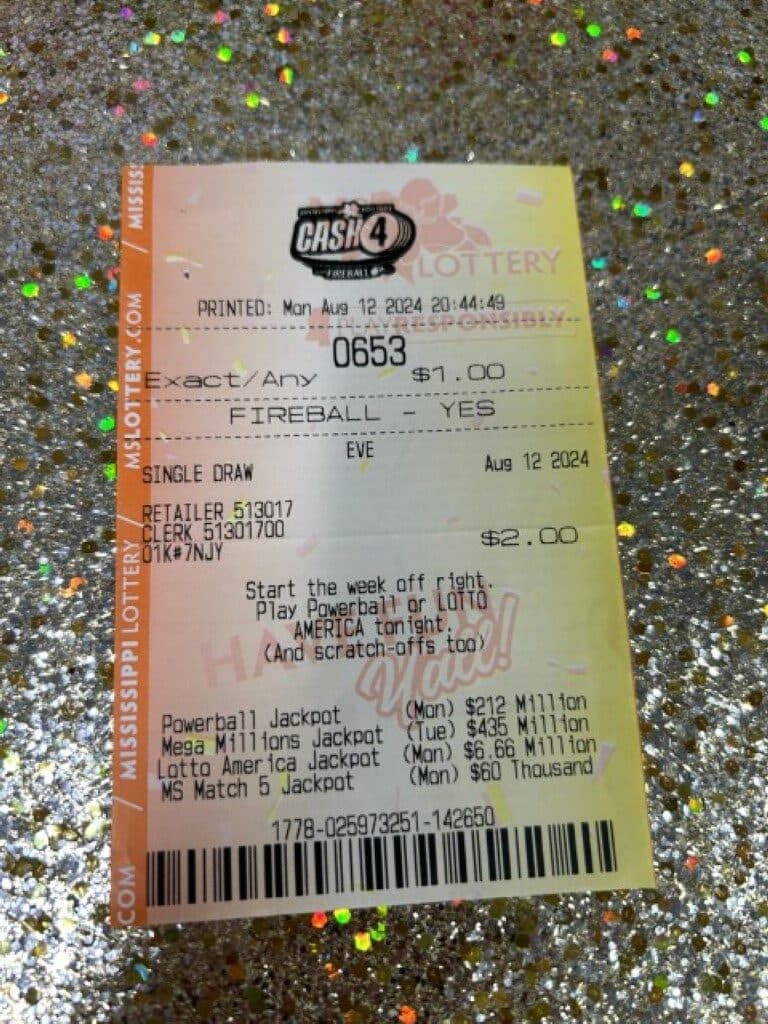 CASH 4
FIREBALL
LOTTERY
PRINTED: Mon Aug 12 2024 20:44:49
PLAYRESPONSIBLY
0653
Exact/Any $1.00
FIREBALL - YES
EVE
SINGLE DRAW Aug 12 2024
RETAILER 513017
CLERK 51301700
01K#7NJY $2.00
Start the week off right.
Play Powerball or LOTTO
AMERICA tonight.
(And scratch-offs too)
Y'all!
Powerball Jackpot (Mon) $212 Million
Mega Millions Jackpot (Tue) $435 Million
Lotto America Jackpot (Mon) $6.66 Million
MS Match 5 Jackpot (Mon) $60 Thousand
1778-025973251-142650
COM / MISSISSIPPI LOTTERY / MSLOTTERY.COM / MISSISS